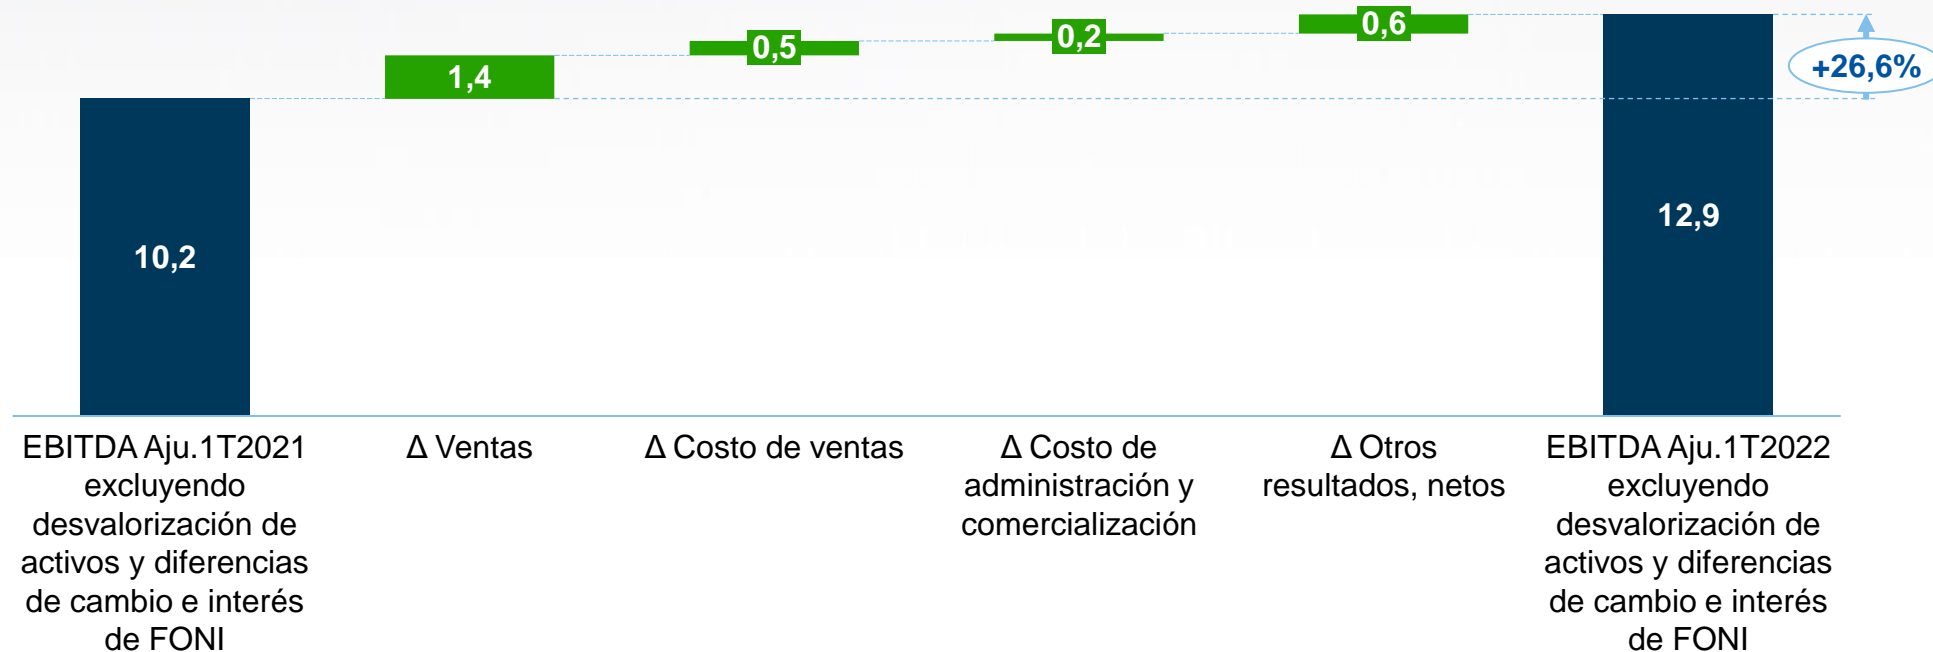 0,6
0,5
0,2
+26,6%
1,4
12,9
10,2
EBITDA Aju.1T2021
excluyendo
desvalorización de
activos y diferencias
de cambio e interés
de FONI
Δ Ventas
Δ Costo de ventas
Δ Costo de
administración y
comercialización
Δ Otros
resultados, netos
EBITDA Aju.1T2022
excluyendo
desvalorización de
activos y diferencias
de cambio e interés
de FONI